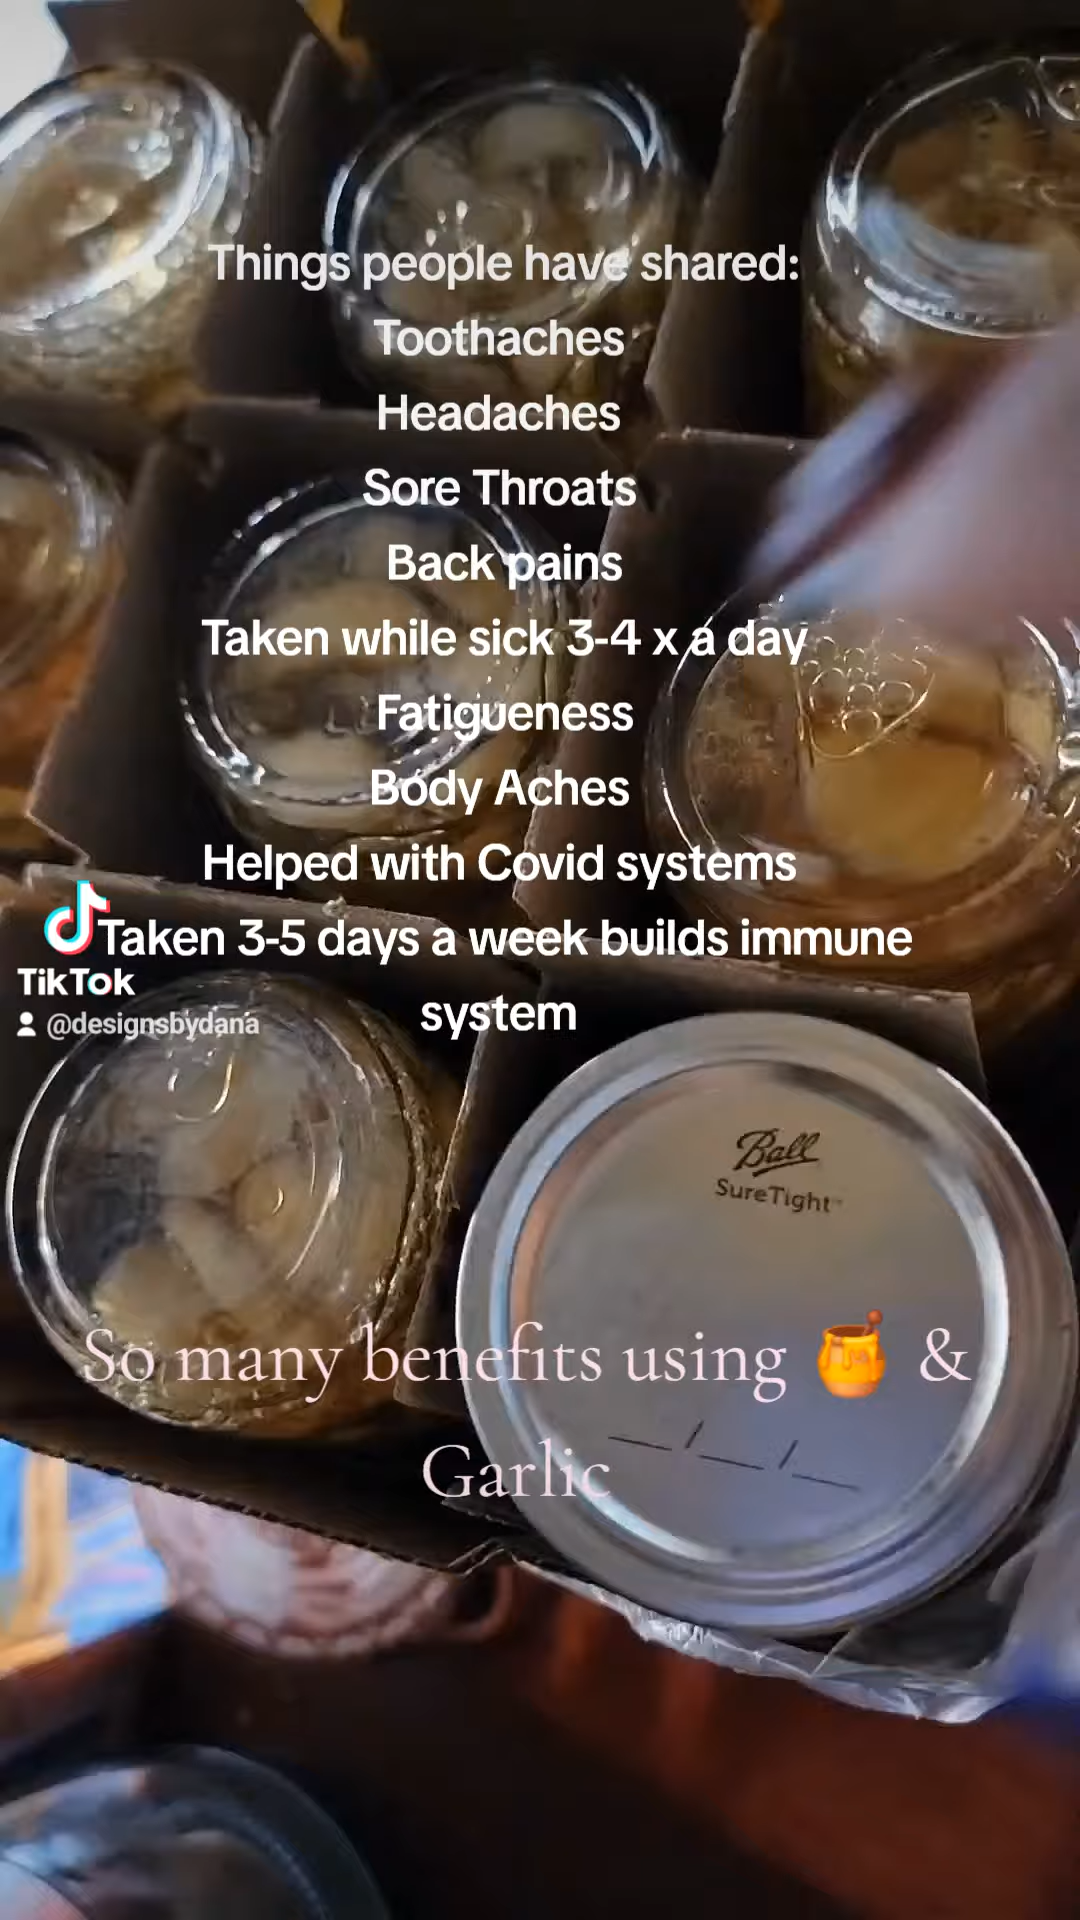 Things people have shared:
Toothaches
Headaches
Sore Throats
Back pains
Taken while sick 3-4 x a day
Fatigueness
Body Aches
Helped with Covid systems
Taken 3-5 days a week builds immune
system
TikTok
@designsbydana
Ball
SureTight™
So many benefits using 🍯 &
Garlic